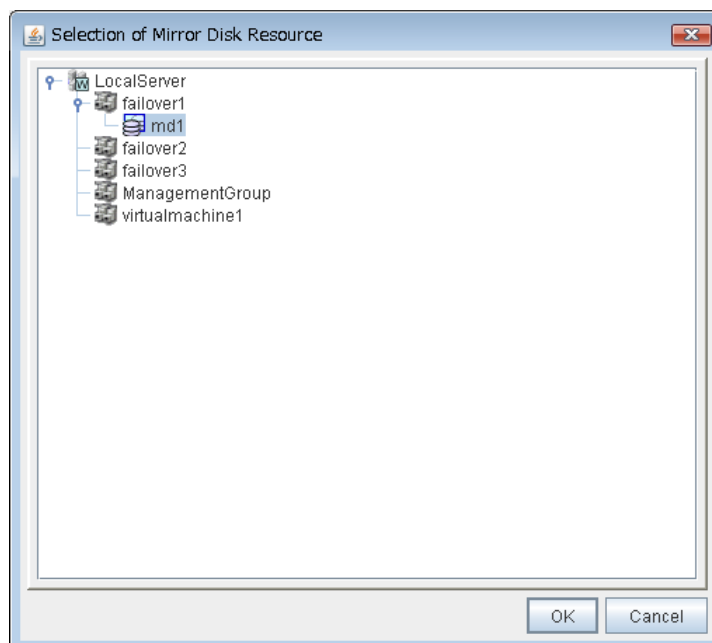 Selection of Mirror Disk Resource
LocalServer
failover1
md1
failover2
failover3
ManagementGroup
virtualmachine1
OK Cancel